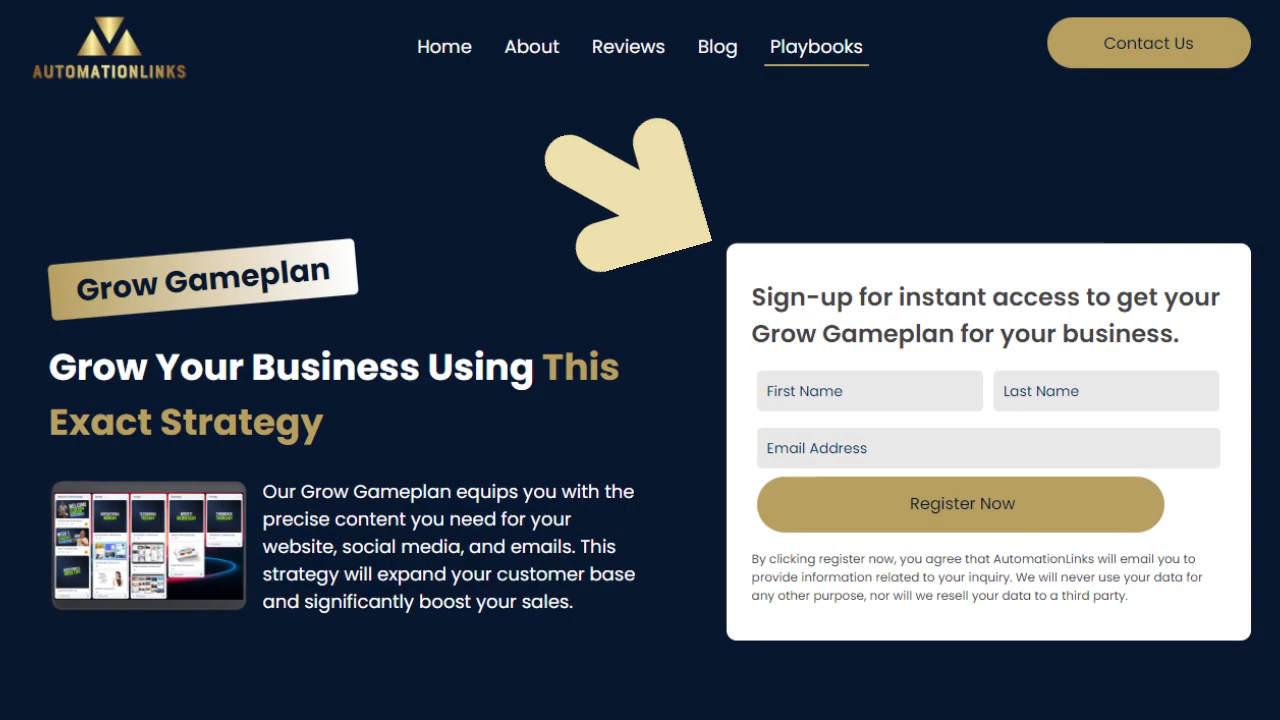 AUTOMATIONLINKS
Home
About
Reviews
Blog
Playbooks
Contact Us
Grow Gameplan
Grow Your Business Using This
Exact Strategy
Our Grow Gameplan equips you with the
precise content you need for your
website, social media, and emails. This
strategy will expand your customer base
and significantly boost your sales.
Sign-up for instant access to get your
Grow Gameplan for your business.
First Name
Last Name
Email Address
Register Now
By clicking register now, you agree that AutomationLinks will email you to
provide information related to your inquiry. We will never use your data for
any other purpose, nor will we resell your data to a third party.